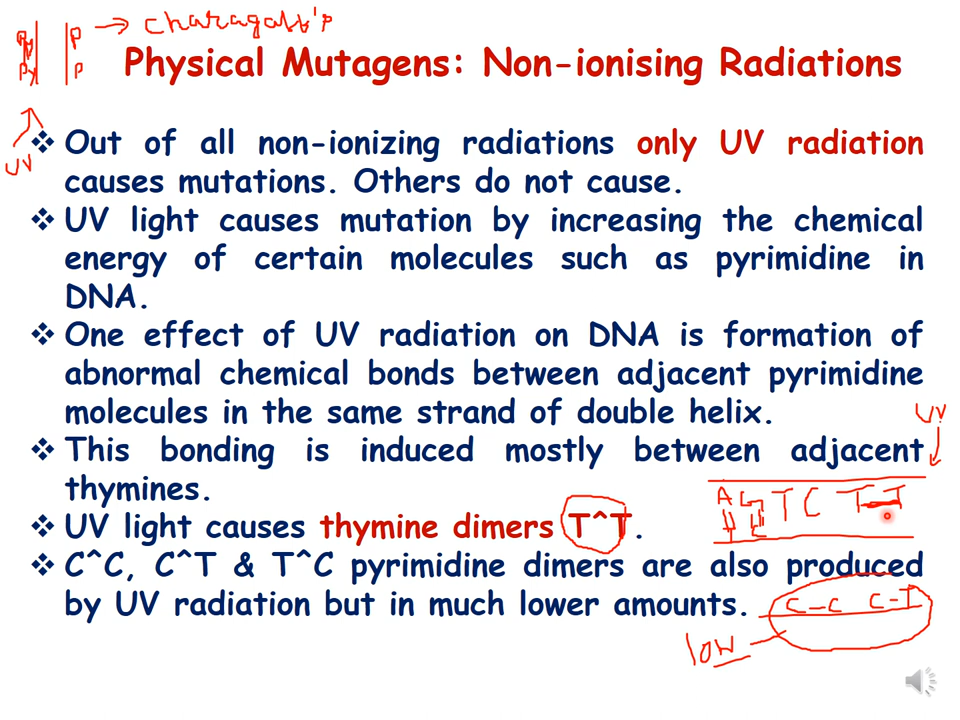 → charagaff's
P P
Py P
UV
Physical Mutagens: Non-ionising Radiations
❖ Out of all non-ionizing radiations only UV radiation
causes mutations. Others do not cause.
❖ UV light causes mutation by increasing the chemical
energy of certain molecules such as pyrimidine in
DNA.
❖ One effect of UV radiation on DNA is formation of
abnormal chemical bonds between adjacent pyrimidine
molecules in the same strand of double helix.
UV
❖ This bonding is induced mostly between adjacent
thymines.
A G T C T-T
❖ UV light causes thymine dimers T^T.
❖ C^C, C^T & T^C pyrimidine dimers are also produced
by UV radiation but in much lower amounts.
C-C C-T
low